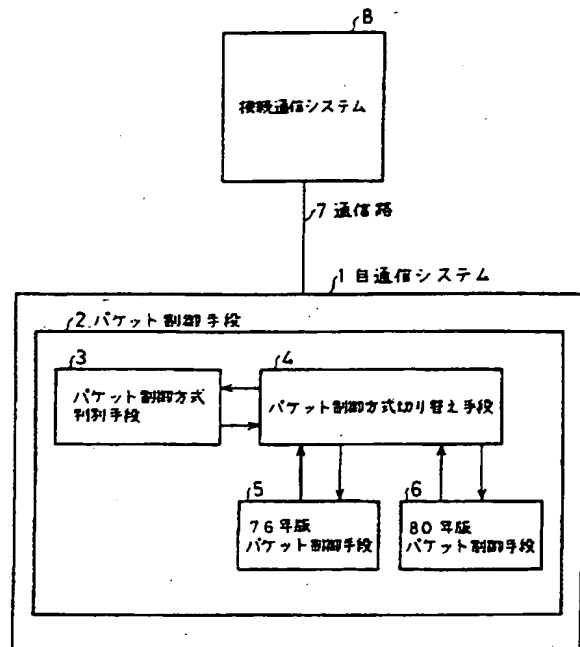 8
接続通信システム
7 通信路
1 自通信システム
2 パケット制御手段
3
パケット制御方式
判別手段
4
パケット制御方式切り替え手段
5
76年版
パケット制御手段
6
80年版
パケット制御手段